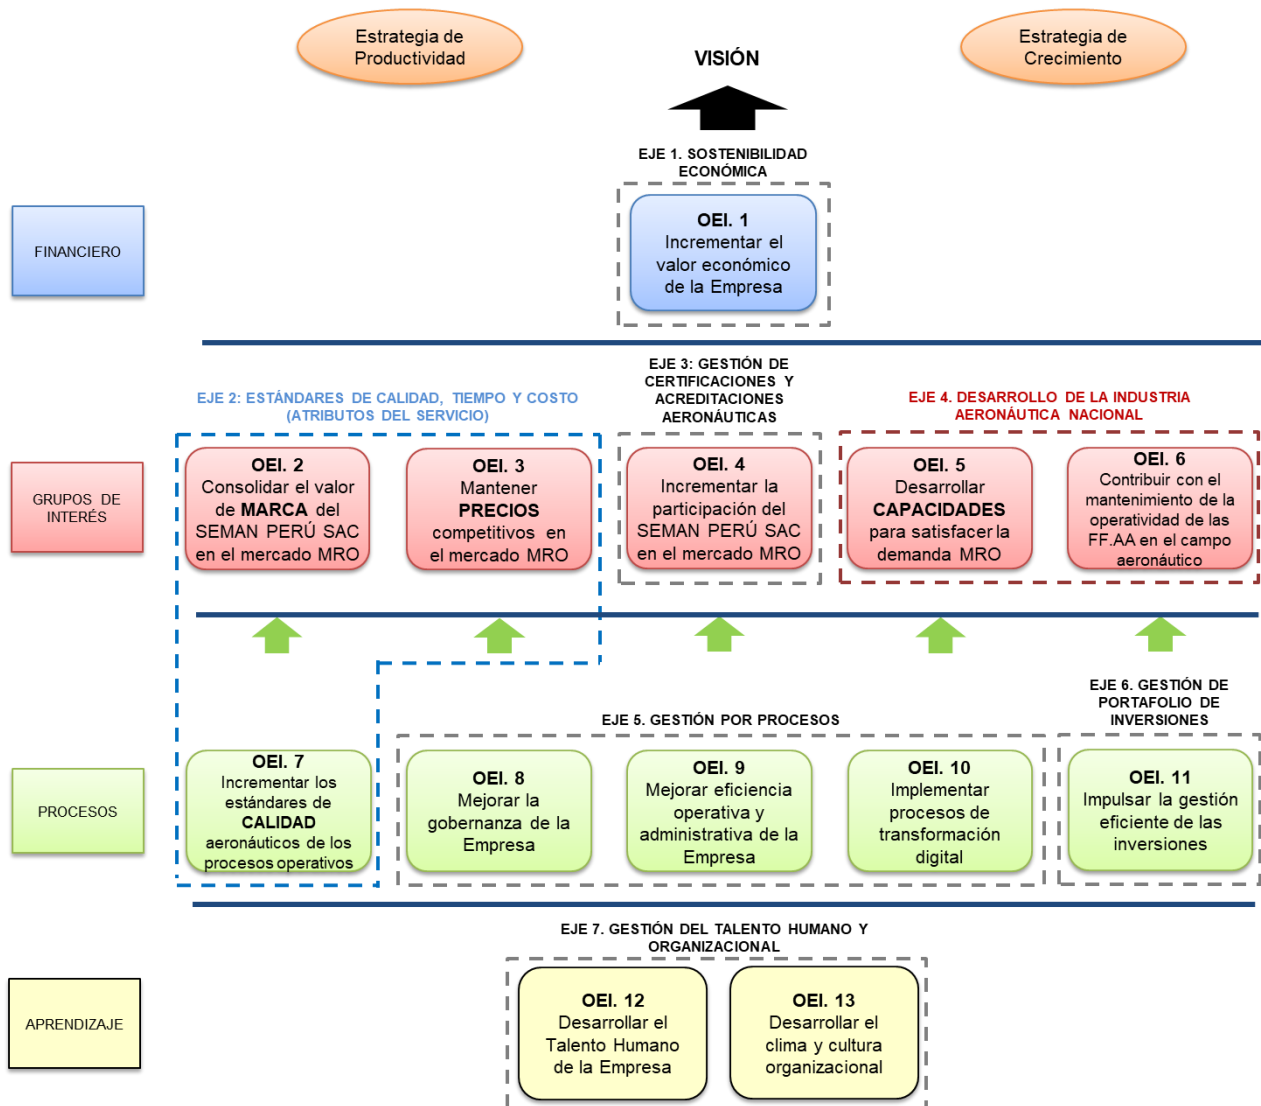 Estrategia de
Productividad
VISIÓN
Estrategia de
Crecimiento
EJE 1. SOSTENIBILIDAD
ECONÓMICA
FINANCIERO
OEI. 1
Incrementar el
valor económico
de la Empresa
EJE 2: ESTÁNDARES DE CALIDAD, TIEMPO Y COSTO
(ATRIBUTOS DEL SERVICIO)
EJE 3: GESTIÓN DE
CERTIFICACIONES Y
ACREDITACIONES
AERONÁUTICAS
EJE 4. DESARROLLO DE LA INDUSTRIA
AERONÁUTICA NACIONAL
GRUPOS DE
INTERÉS
OEI. 2
Consolidar el valor
de MARCA del
SEMAN PERÚ SAC
en el mercado MRO
OEI. 3
Mantener
PRECIOS
competitivos en
el mercado MRO
OEI. 4
Incrementar la
participación del
SEMAN PERÚ SAC
en el mercado MRO
OEI. 5
Desarrollar
CAPACIDADES
para satisfacer la
demanda MRO
OEI. 6
Contribuir con el
mantenimiento de la
operatividad de las
FF.AA en el campo
aeronáutico
EJE 5. GESTIÓN POR PROCESOS
EJE 6. GESTIÓN DE
PORTAFOLIO DE
INVERSIONES
PROCESOS
OEI. 7
Incrementar los
estándares de
CALIDAD
aeronáuticos de los
procesos operativos
OEI. 8
Mejorar la
gobernanza de la
Empresa
OEI. 9
Mejorar eficiencia
operativa y
administrativa de la
Empresa
OEI. 10
Implementar
procesos de
transformación
digital
OEI. 11
Impulsar la gestión
eficiente de las
inversiones
EJE 7. GESTIÓN DEL TALENTO HUMANO Y
ORGANIZACIONAL
APRENDIZAJE
OEI. 12
Desarrollar el
Talento Humano
de la Empresa
OEI. 13
Desarrollar el
clima y cultura
organizacional